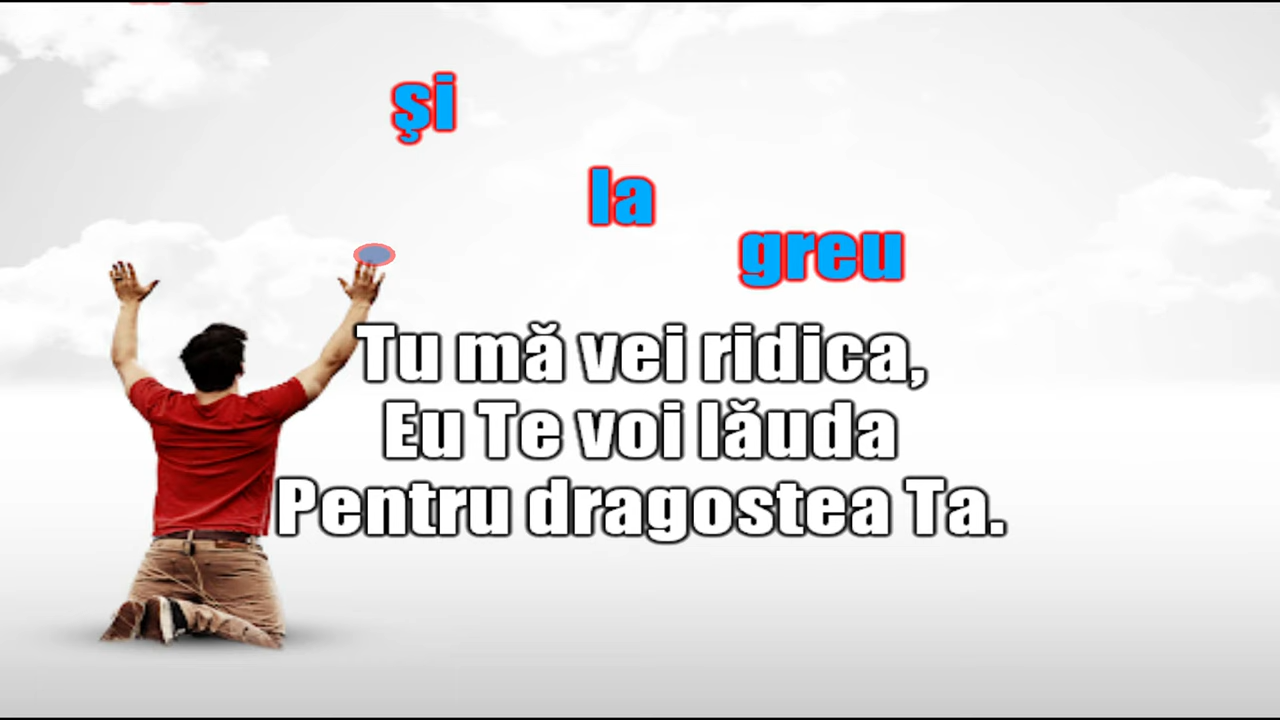 şi
la
greu
Tu mă vei ridica,
Eu Te voi lăuda
Pentru dragostea Ta.